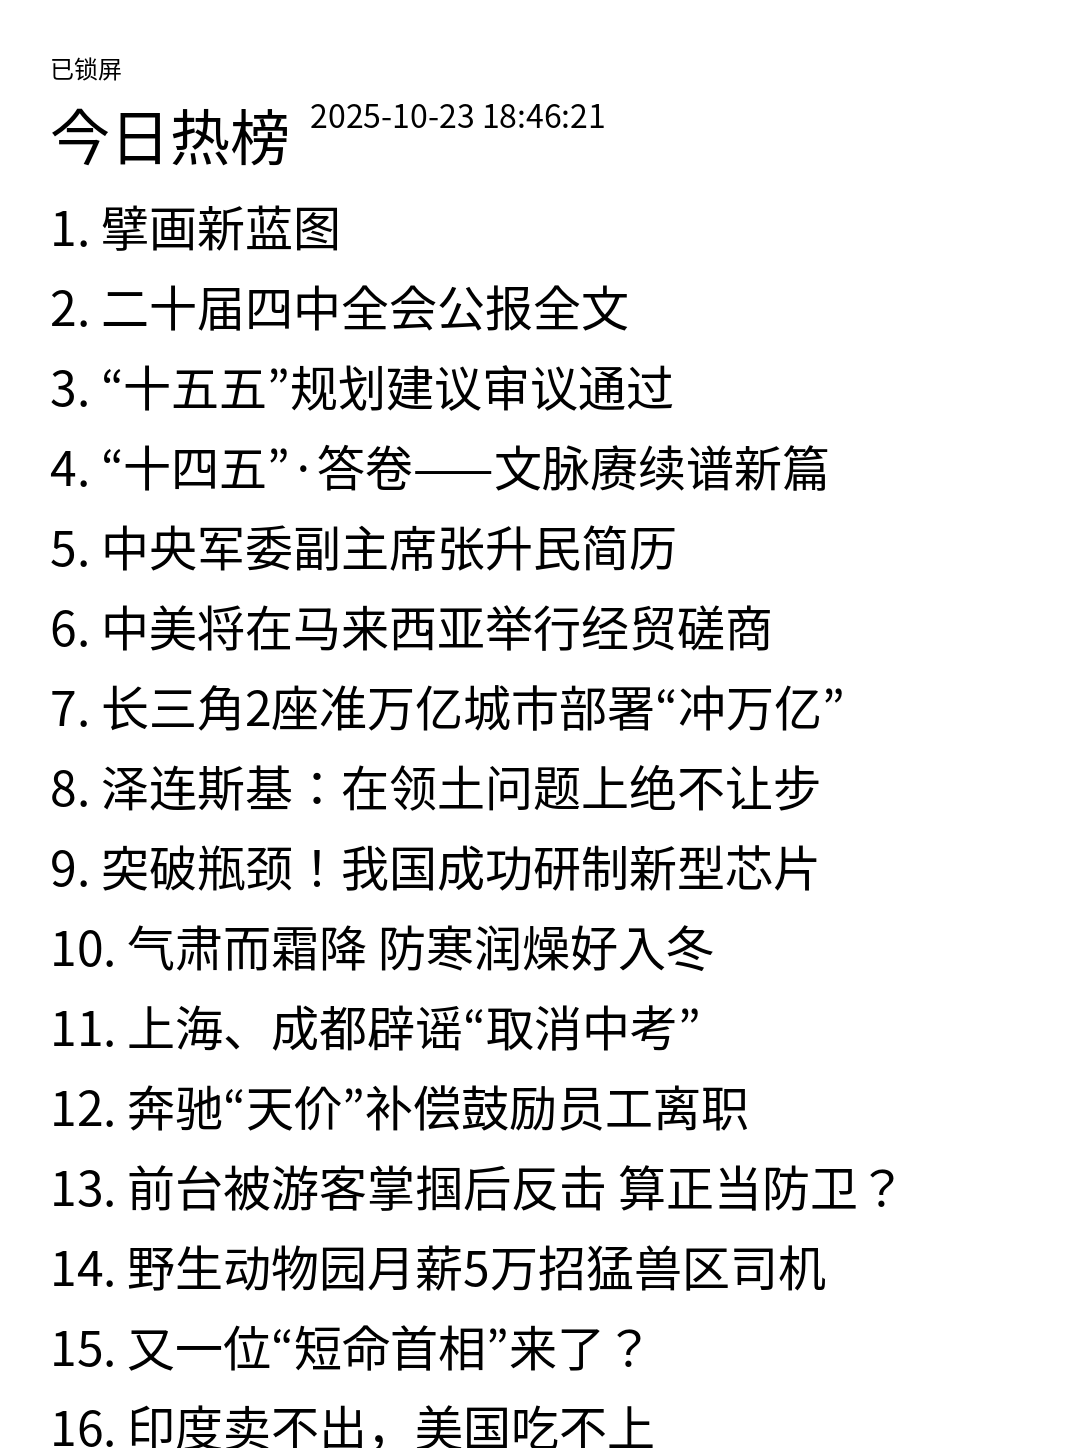 已锁屏
今日热榜 2025-10-23 18:46:21
1. 擘画新蓝图
2. 二十届四中全会公报全文
3. “十五五”规划建议审议通过
4. “十四五”·答卷——文脉赓续谱新篇
5. 中央军委副主席张升民简历
6. 中美将在马来西亚举行经贸磋商
7. 长三角2座准万亿城市部署“冲万亿”
8. 泽连斯基：在领土问题上绝不让步
9. 突破瓶颈！我国成功研制新型芯片
10. 气肃而霜降 防寒润燥好入冬
11. 上海、成都辟谣“取消中考”
12. 奔驰“天价”补偿鼓励员工离职
13. 前台被游客掌掴后反击 算正当防卫？
14. 野生动物园月薪5万招猛兽区司机
15. 又一位“短命首相”来了？
16. 印度卖不出，美国吃不上